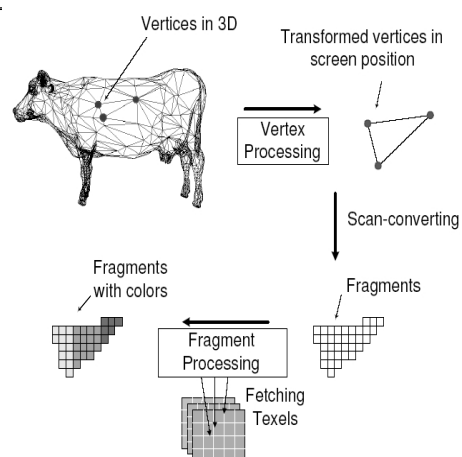 Vertices in 3D
Transformed vertices in
screen position
Vertex
Processing
Scan-converting
Fragments
with colors
Fragments
Fragment
Processing
Fetching
Texels